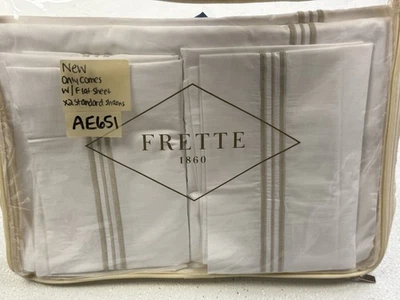 New
Only Comes
W/ Flat sheet
x2 Standard shams
AE651
FRETTE
1860